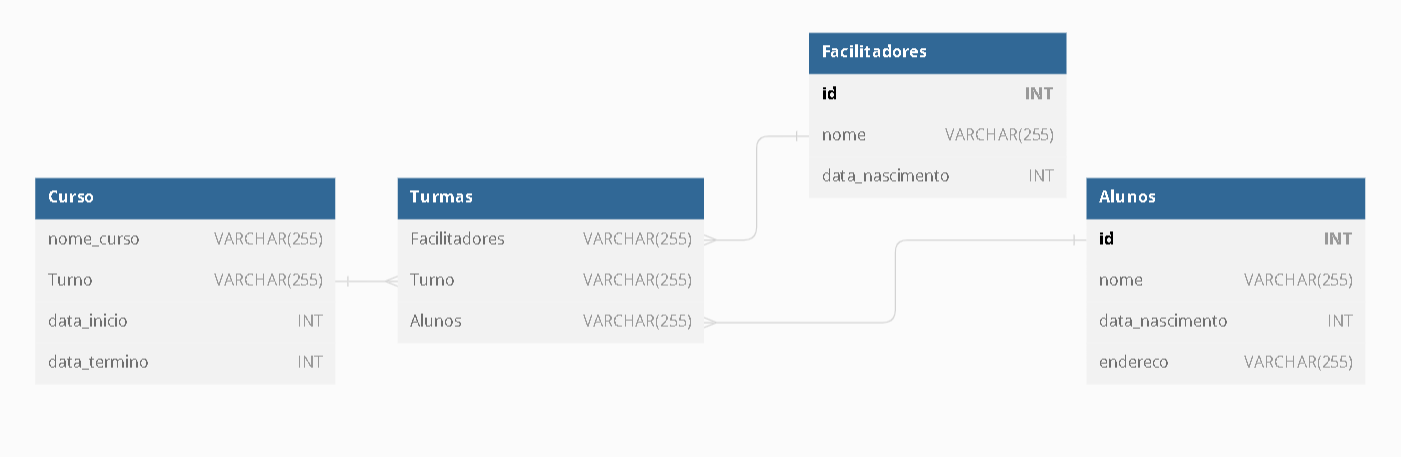 Facilitadores
id INT
nome VARCHAR(255)
data_nascimento INT
Curso
nome_curso VARCHAR(255)
Turno VARCHAR(255)
data_inicio INT
data_termino INT
Turmas
Facilitadores VARCHAR(255)
Turno VARCHAR(255)
Alunos VARCHAR(255)
Alunos
id INT
nome VARCHAR(255)
data_nascimento INT
endereco VARCHAR(255)